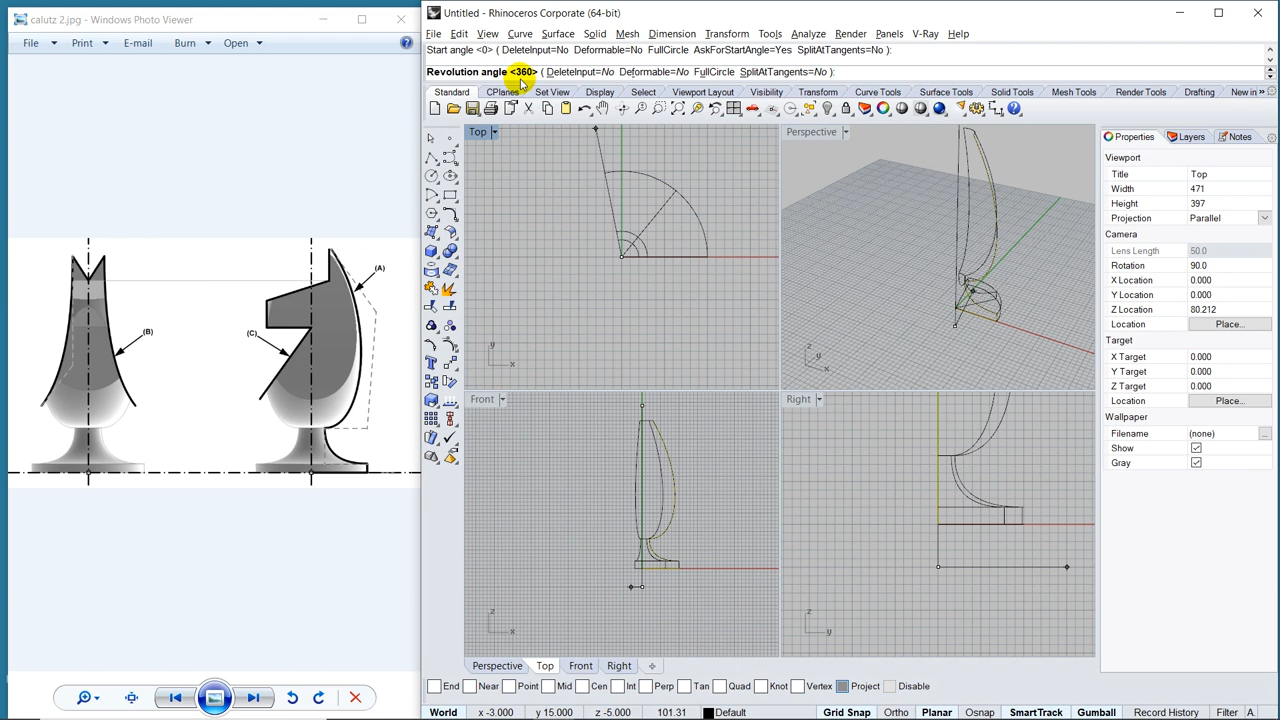 calutz 2.jpg - Windows Photo Viewer
File Print E-mail Burn Open
(A)
(B)
(C)
Untitled - Rhinoceros Corporate (64-bit)
File Edit View Curve Surface Solid Mesh Dimension Transform Tools Analyze Render Panels V-Ray Help
Start angle <0> ( DeleteInput=No Deformable=No FullCircle AskForStartAngle=Yes SplitAtTangents=No ):
Revolution angle <360> ( DeleteInput=No Deformable=No FullCircle SplitAtTangents=No ):
Standard CPlanes Set View Display Select Viewport Layout Visibility Transform Curve Tools Surface Tools Solid Tools Mesh Tools Render Tools Drafting New in
Top
y
x
Perspective
z
y
x
Front
z
x
Right
z
y
Perspective Top Front Right
Properties Layers Notes
Viewport
Title Top
Width 471
Height 397
Projection Parallel
Camera
Lens Length 50.0
Rotation 90.0
X Location 0.000
Y Location 0.000
Z Location 80.212
Location Place...
Target
X Target 0.000
Y Target 0.000
Z Target 0.000
Location Place...
Wallpaper
Filename (none)
Show
Gray
End Near Point Mid Cen Int Perp Tan Quad Knot Vertex Project Disable
World x -3.000 y 15.000 z -5.000 101.31 Default Grid Snap Ortho Planar Osnap SmartTrack Gumball Record History Filter A.